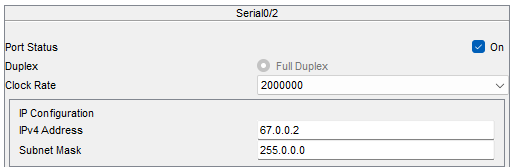 Serial0/2
Port Status On
Duplex Full Duplex
Clock Rate 2000000
IP Configuration
IPv4 Address 67.0.0.2
Subnet Mask 255.0.0.0